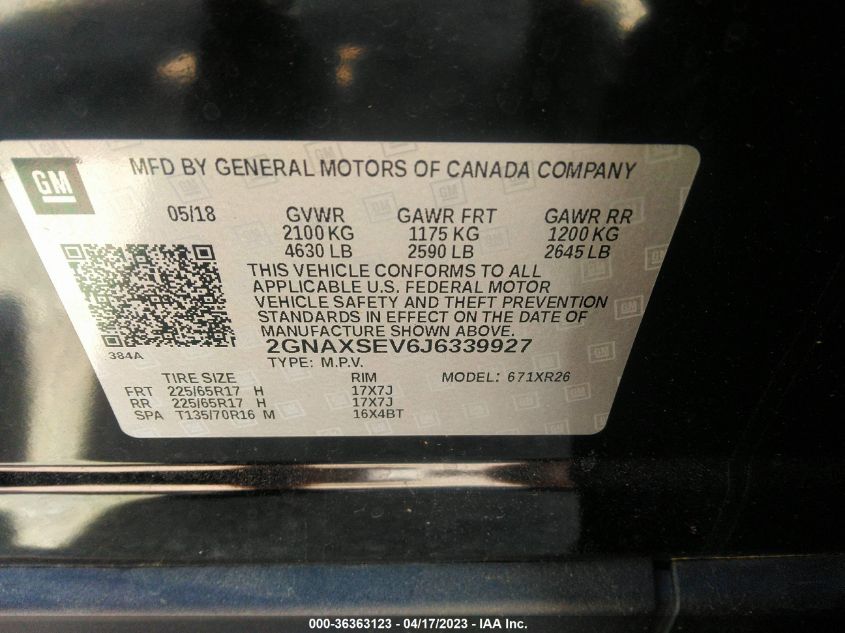 GM
MFD BY GENERAL MOTORS OF CANADA COMPANY
05/18 GVWR GAWR FRT GAWR RR
2100 KG 1175 KG 1200 KG
4630 LB 2590 LB 2645 LB
THIS VEHICLE CONFORMS TO ALL
APPLICABLE U.S. FEDERAL MOTOR
VEHICLE SAFETY AND THEFT PREVENTION
STANDARDS IN EFFECT ON THE DATE OF
MANUFACTURE SHOWN ABOVE.
384A
2GNAXSEV6J6339927
TYPE: M.P.V.
TIRE SIZE RIM MODEL: 671XR26
FRT 225/65R17 H 17X7J
RR 225/65R17 H 17X7J
SPA T135/70R16 M 16X4BT
000-36363123 - 04/17/2023 - IAA Inc.